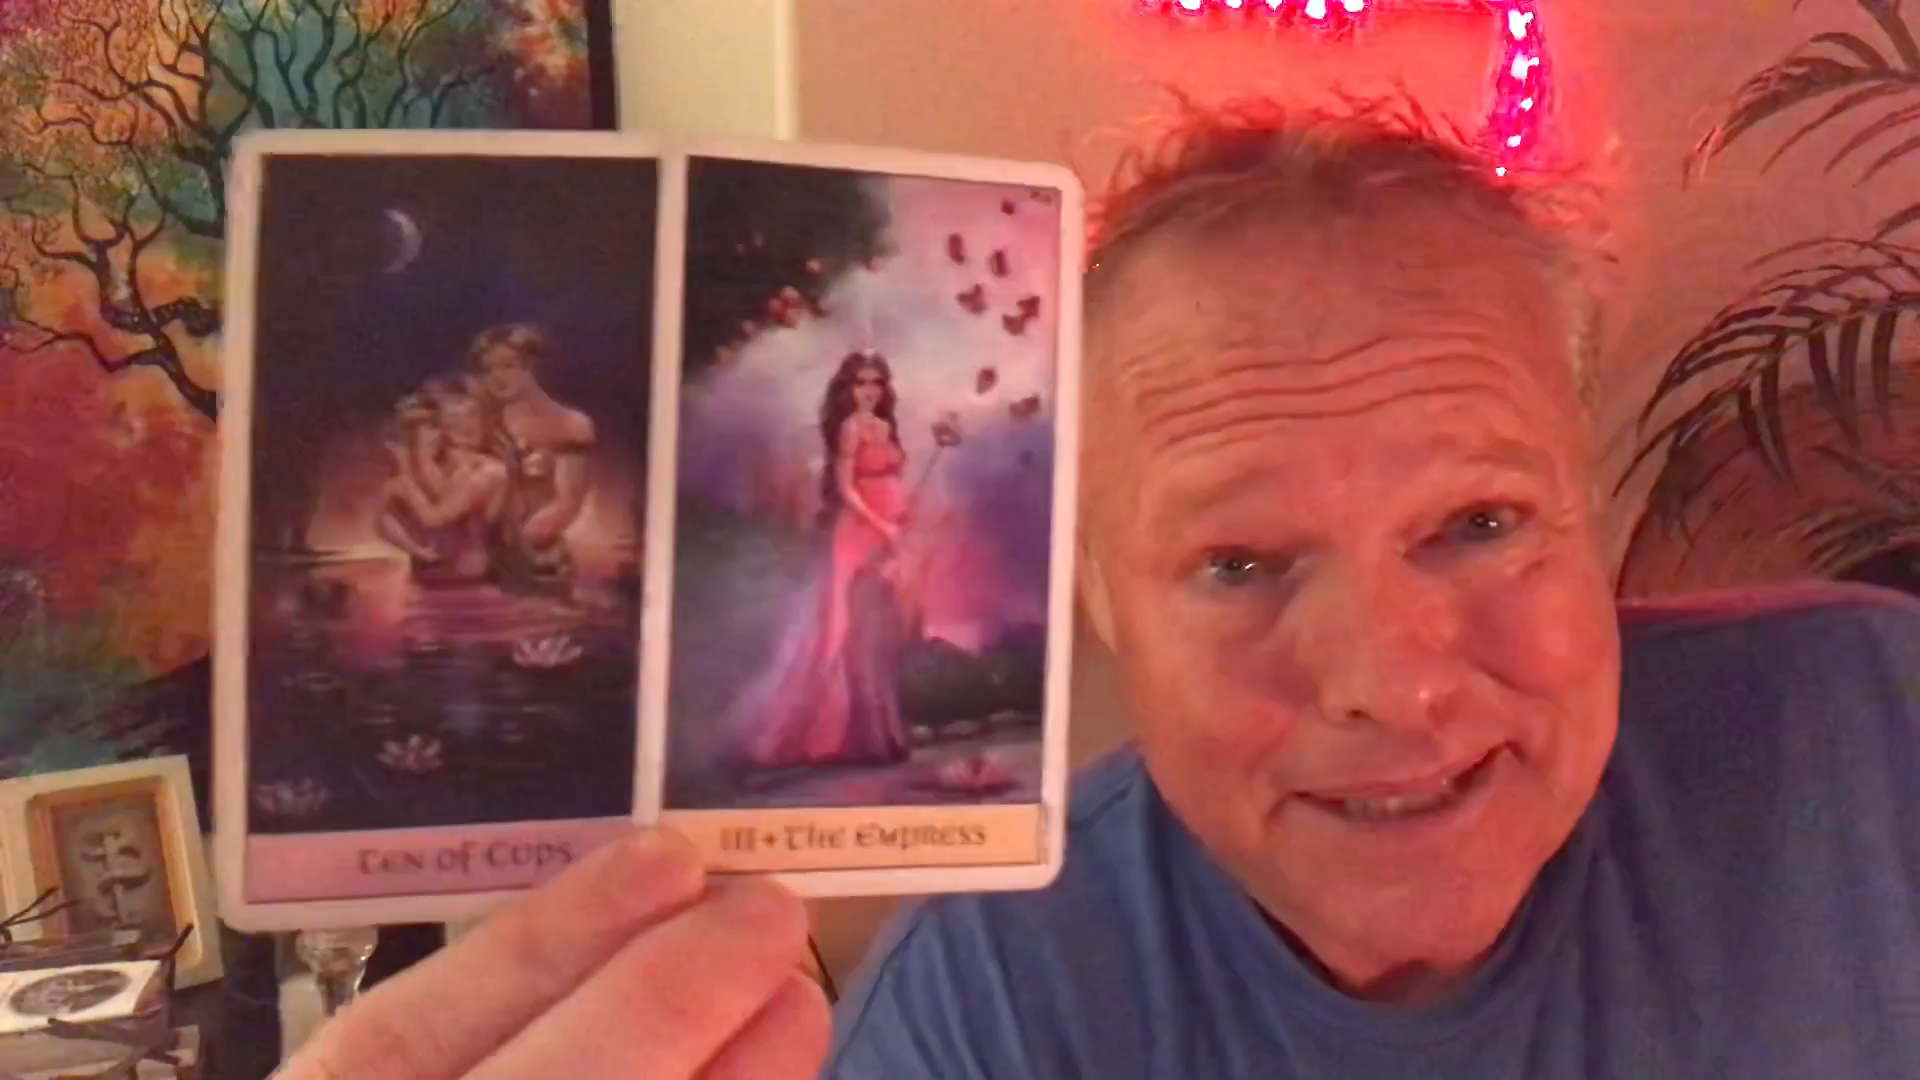 Ten of Cups
III + The Empress